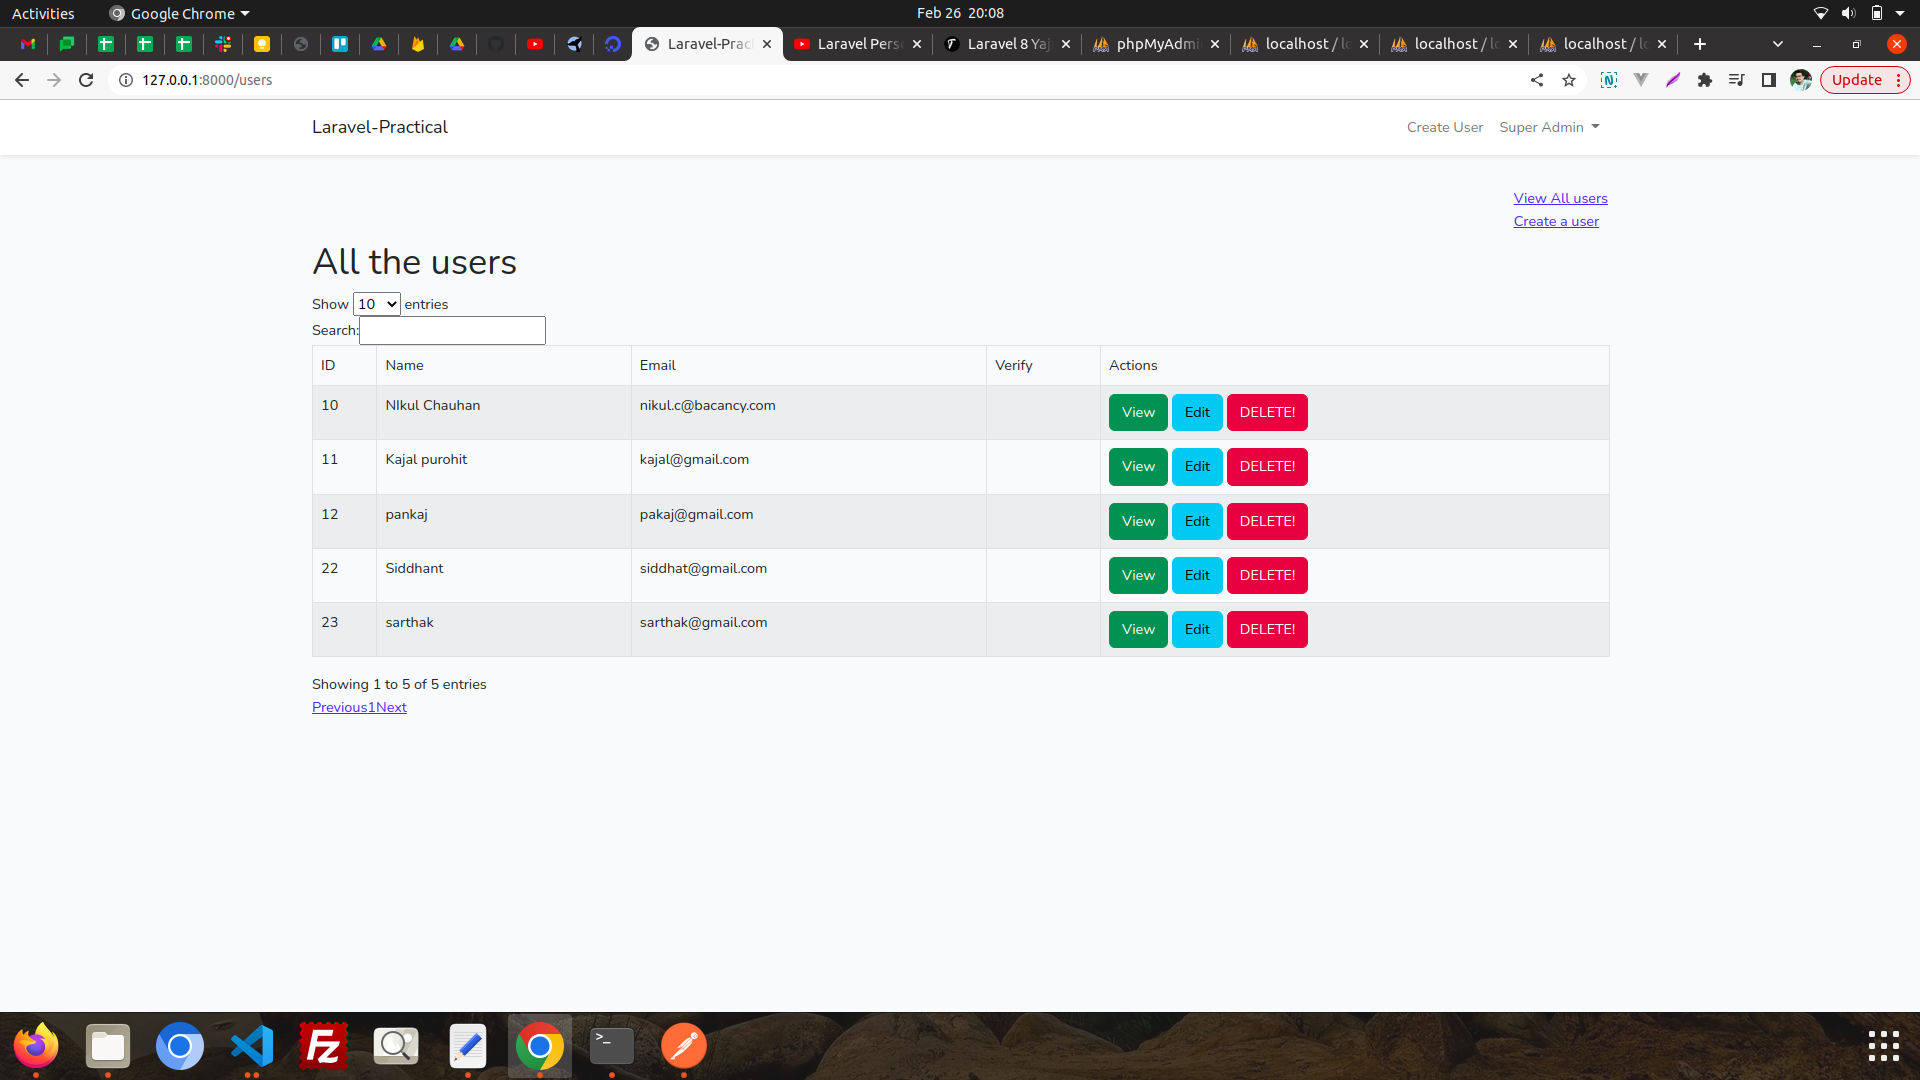 Activities Google Chrome Feb 26 20:08
Laravel-Prac Laravel Pers Laravel 8 Yaj phpMyAdmi localhost / lo localhost / lo localhost / lo
127.0.0.1:8000/users Update
Laravel-Practical Create User Super Admin
View All users
Create a user
All the users
Show 10 entries
Search:
ID Name Email Verify Actions
10 NIkul Chauhan nikul.c@bacancy.com View Edit DELETE!
11 Kajal purohit kajal@gmail.com View Edit DELETE!
12 pankaj pakaj@gmail.com View Edit DELETE!
22 Siddhant siddhat@gmail.com View Edit DELETE!
23 sarthak sarthak@gmail.com View Edit DELETE!
Showing 1 to 5 of 5 entries
Previous1Next